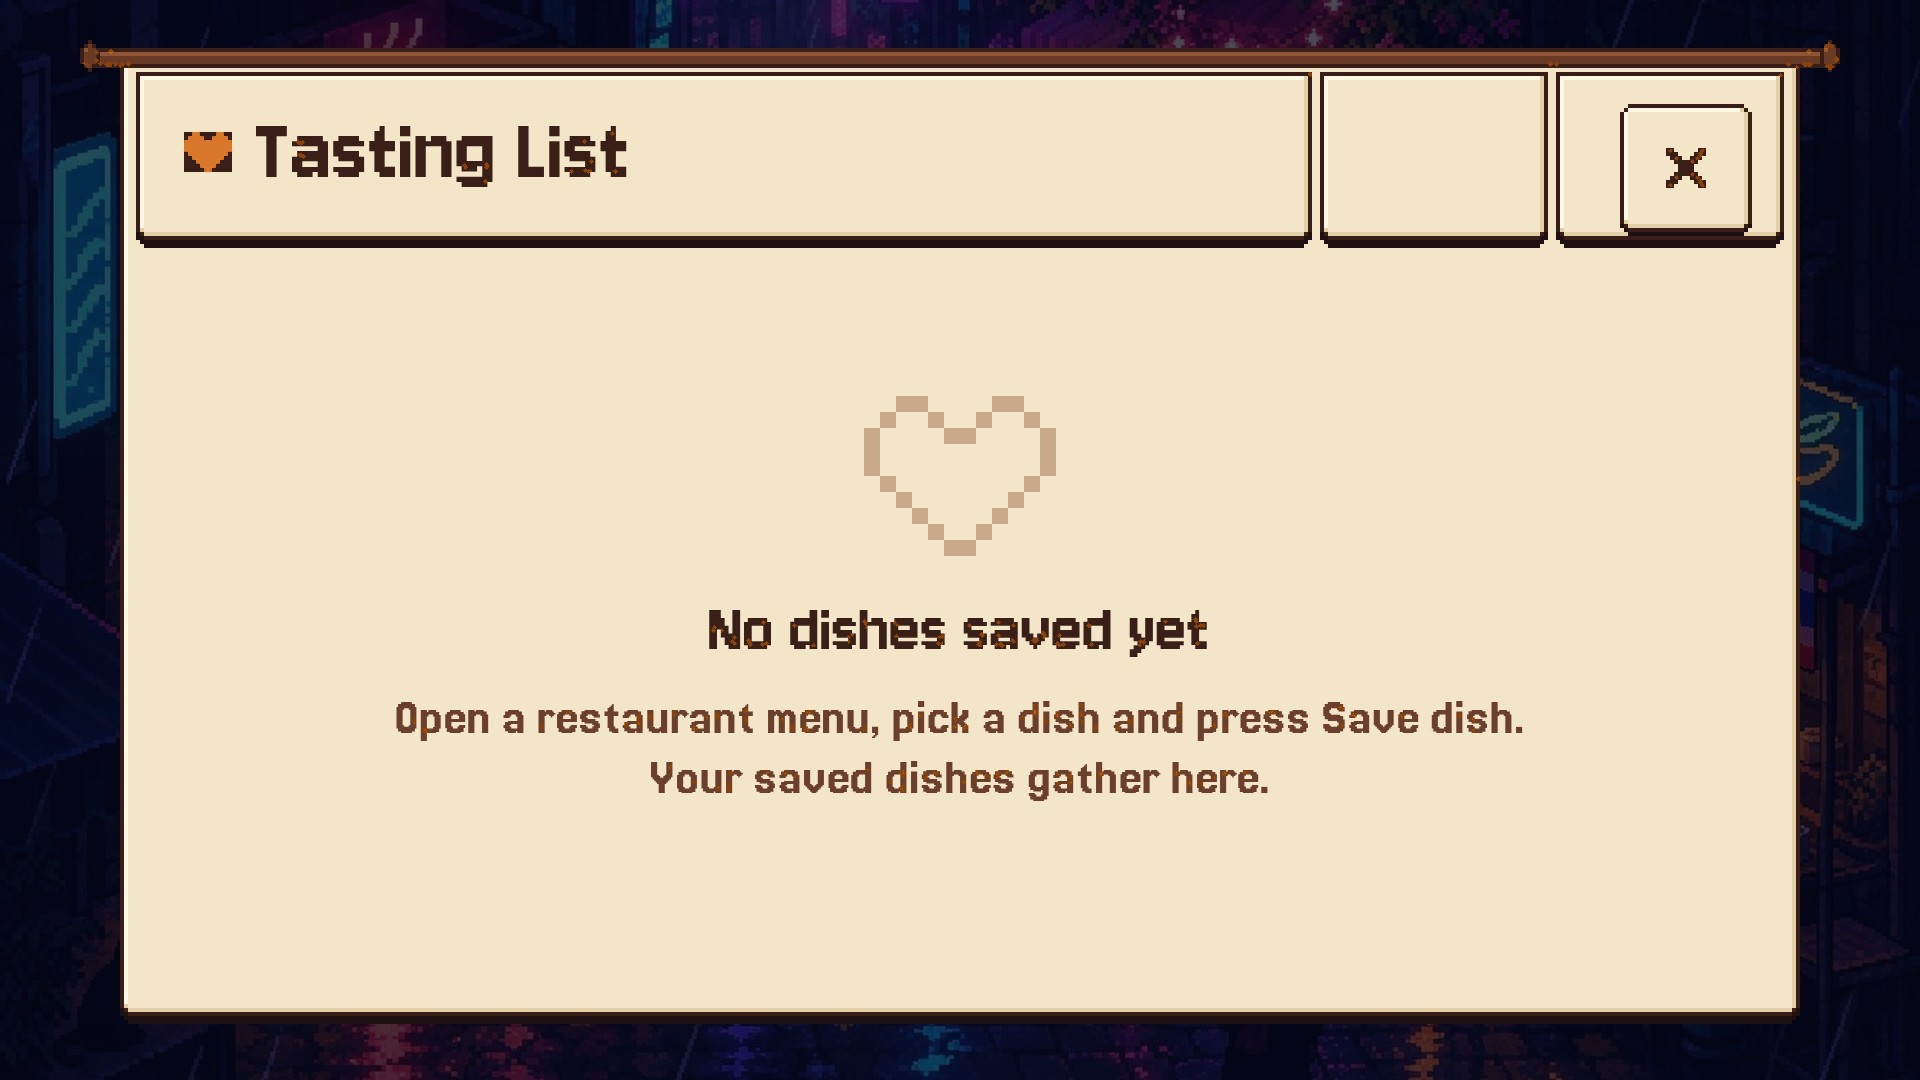 Tasting List
No dishes saved yet
Open a restaurant menu, pick a dish and press Save dish.
Your saved dishes gather here.